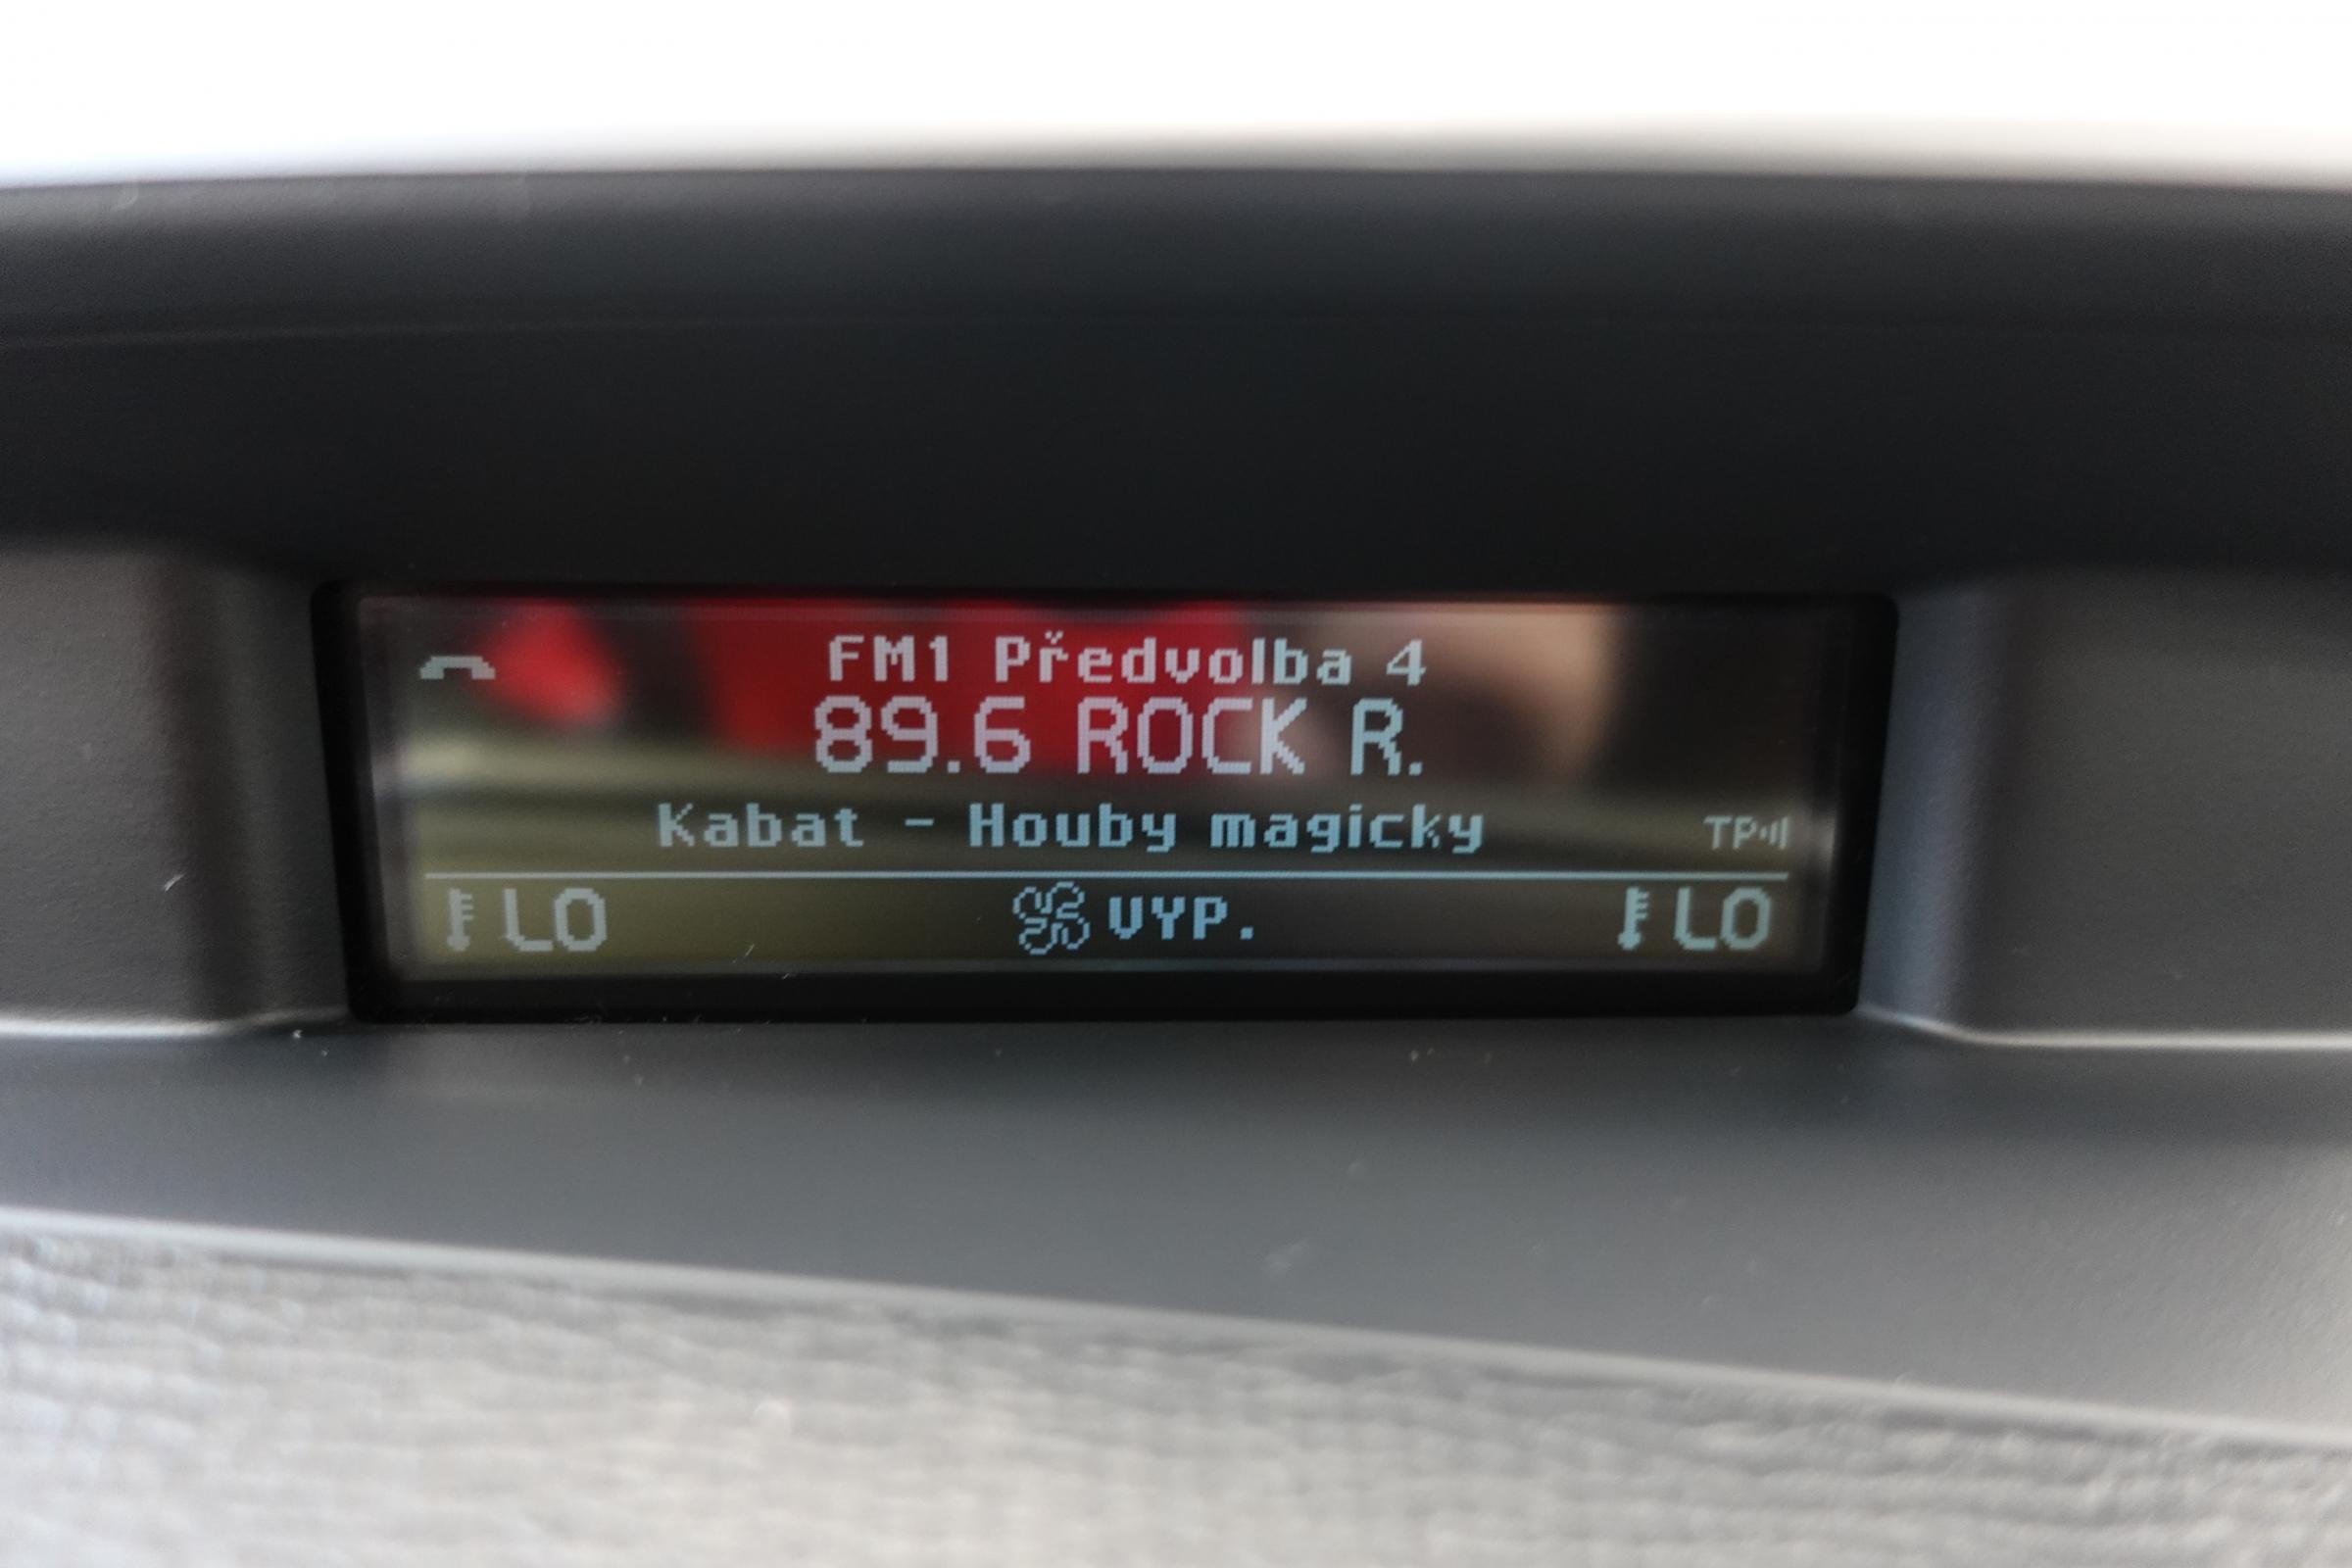 FM1 Předvolba 4
89.6 ROCK R.
Kabat - Houby magicky
TP
LO VYP. LO